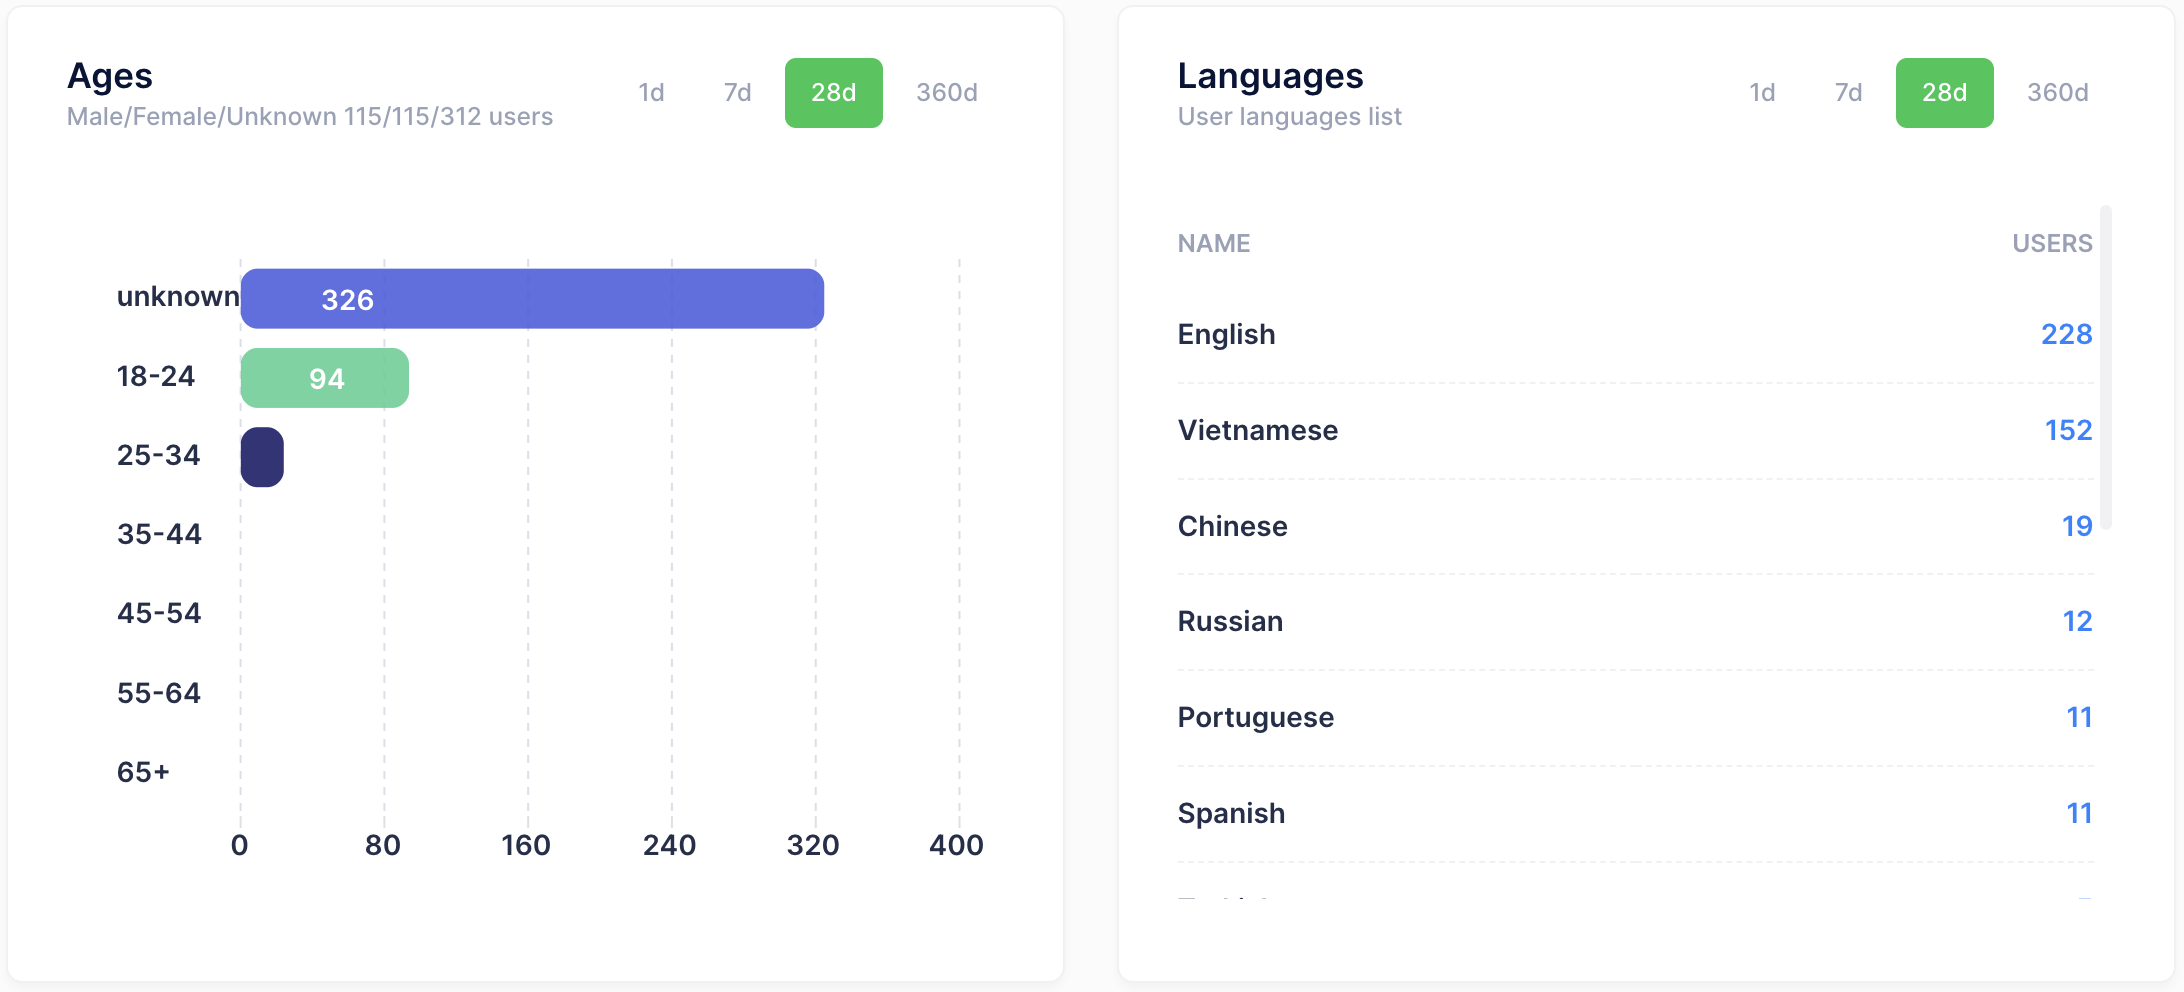 Ages
Male/Female/Unknown 115/115/312 users
1d 7d 28d 360d
unknown 326
18-24 94
25-34
35-44
45-54
55-64
65+
0 80 160 240 320 400
Languages
User languages list
1d 7d 28d 360d
NAME USERS
English 228
Vietnamese 152
Chinese 19
Russian 12
Portuguese 11
Spanish 11